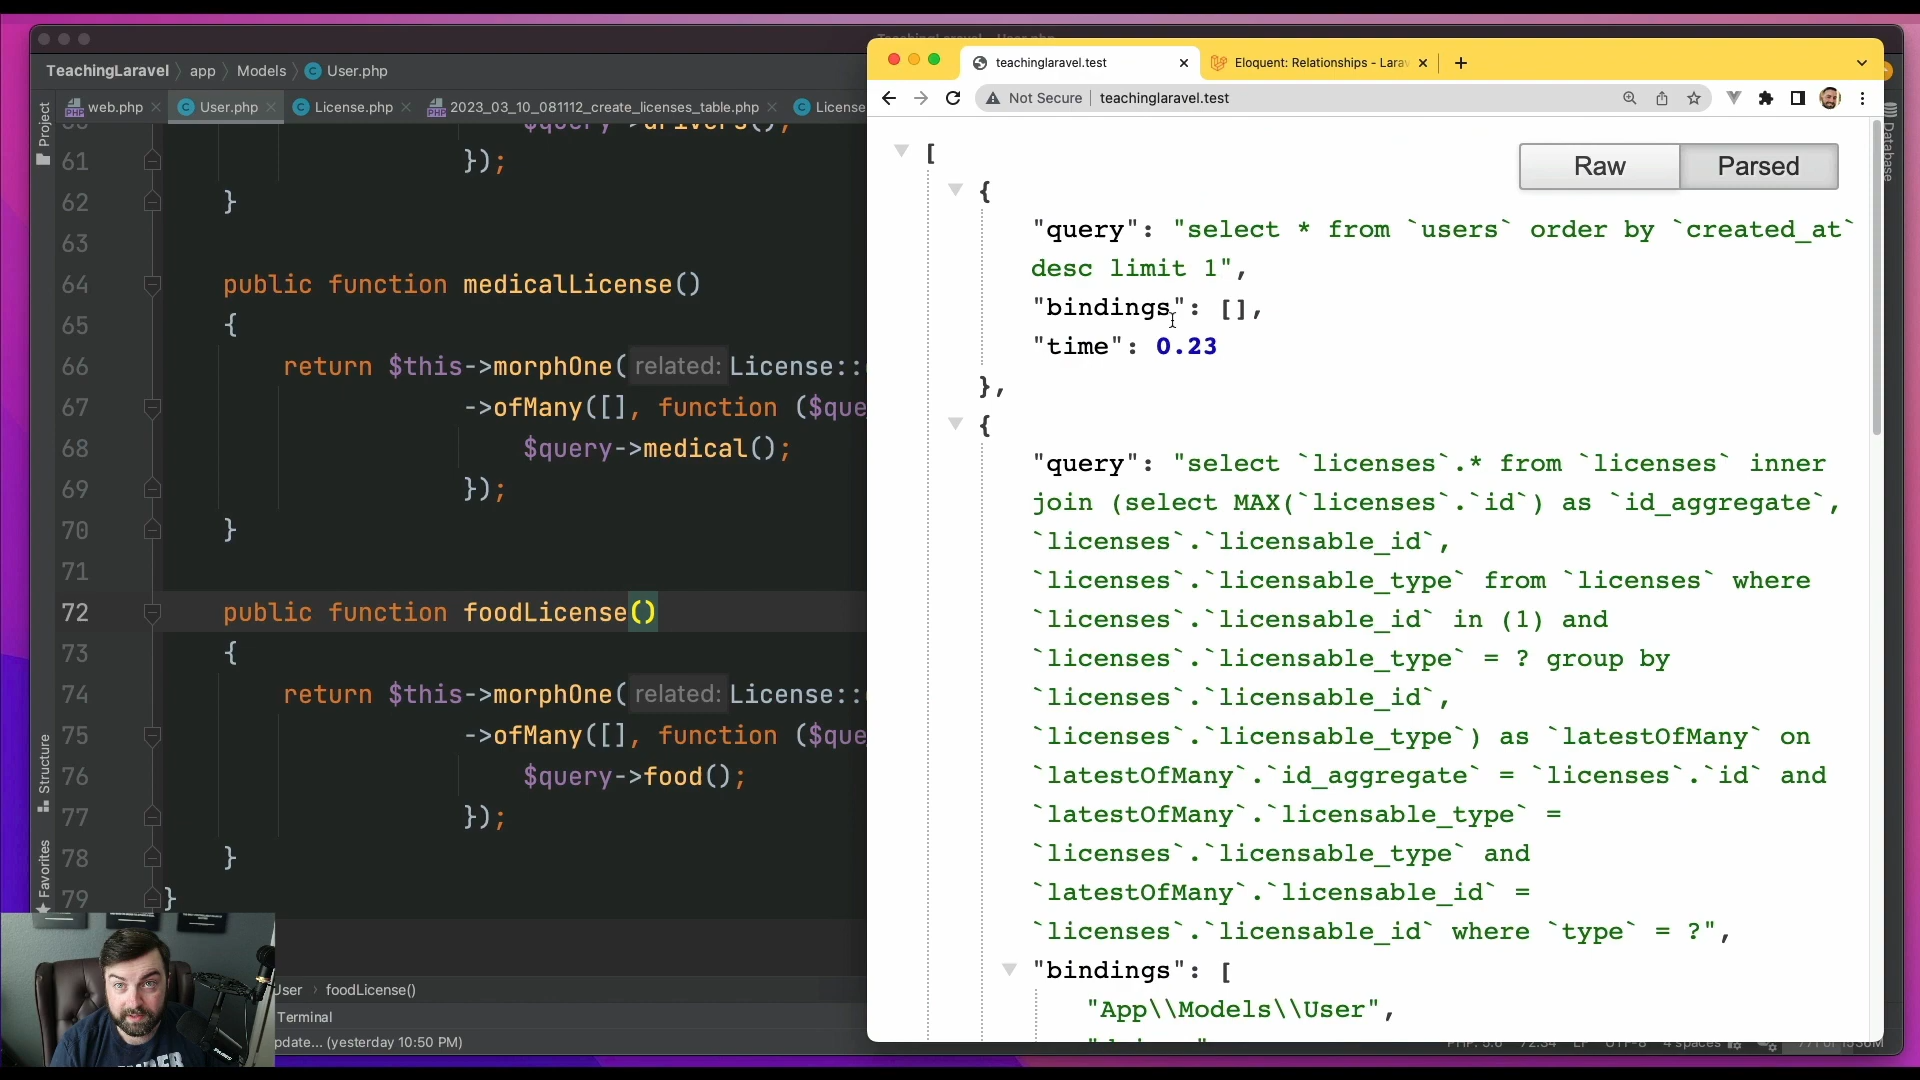 TeachingLaravel 〉 app 〉 Models 〉 User.php
web.php
User.php
License.php
2023_03_10_081112_create_licenses_table.php
License
Project
Structure
Favorites
61 });
62 }
63
64 public function medicalLicense()
65 {
66 return $this->morphOne( related: License::
67 ->ofMany([], function ($que
68 $query->medical();
69 });
70 }
71
72 public function foodLicense()
73 {
74 return $this->morphOne( related: License::
75 ->ofMany([], function ($que
76 $query->food();
77 });
78 }
79 }
User › foodLicense()
Terminal
pdate... (yesterday 10:50 PM)
teachinglaravel.test
Eloquent: Relationships - Larav
Not Secure | teachinglaravel.test
Database
Raw
Parsed
[
{
"query": "select * from `users` order by `created_at`
desc limit 1",
"bindings": [],
"time": 0.23
},
{
"query": "select `licenses`.* from `licenses` inner
join (select MAX(`licenses`.`id`) as `id_aggregate`,
`licenses`.`licensable_id`,
`licenses`.`licensable_type` from `licenses` where
`licenses`.`licensable_id` in (1) and
`licenses`.`licensable_type` = ? group by
`licenses`.`licensable_id`,
`licenses`.`licensable_type`) as `latestOfMany` on
`latestOfMany`.`id_aggregate` = `licenses`.`id` and
`latestOfMany`.`licensable_type` =
`licenses`.`licensable_type` and
`latestOfMany`.`licensable_id` =
`licenses`.`licensable_id` where `type` = ?",
"bindings": [
"App\\Models\\User",